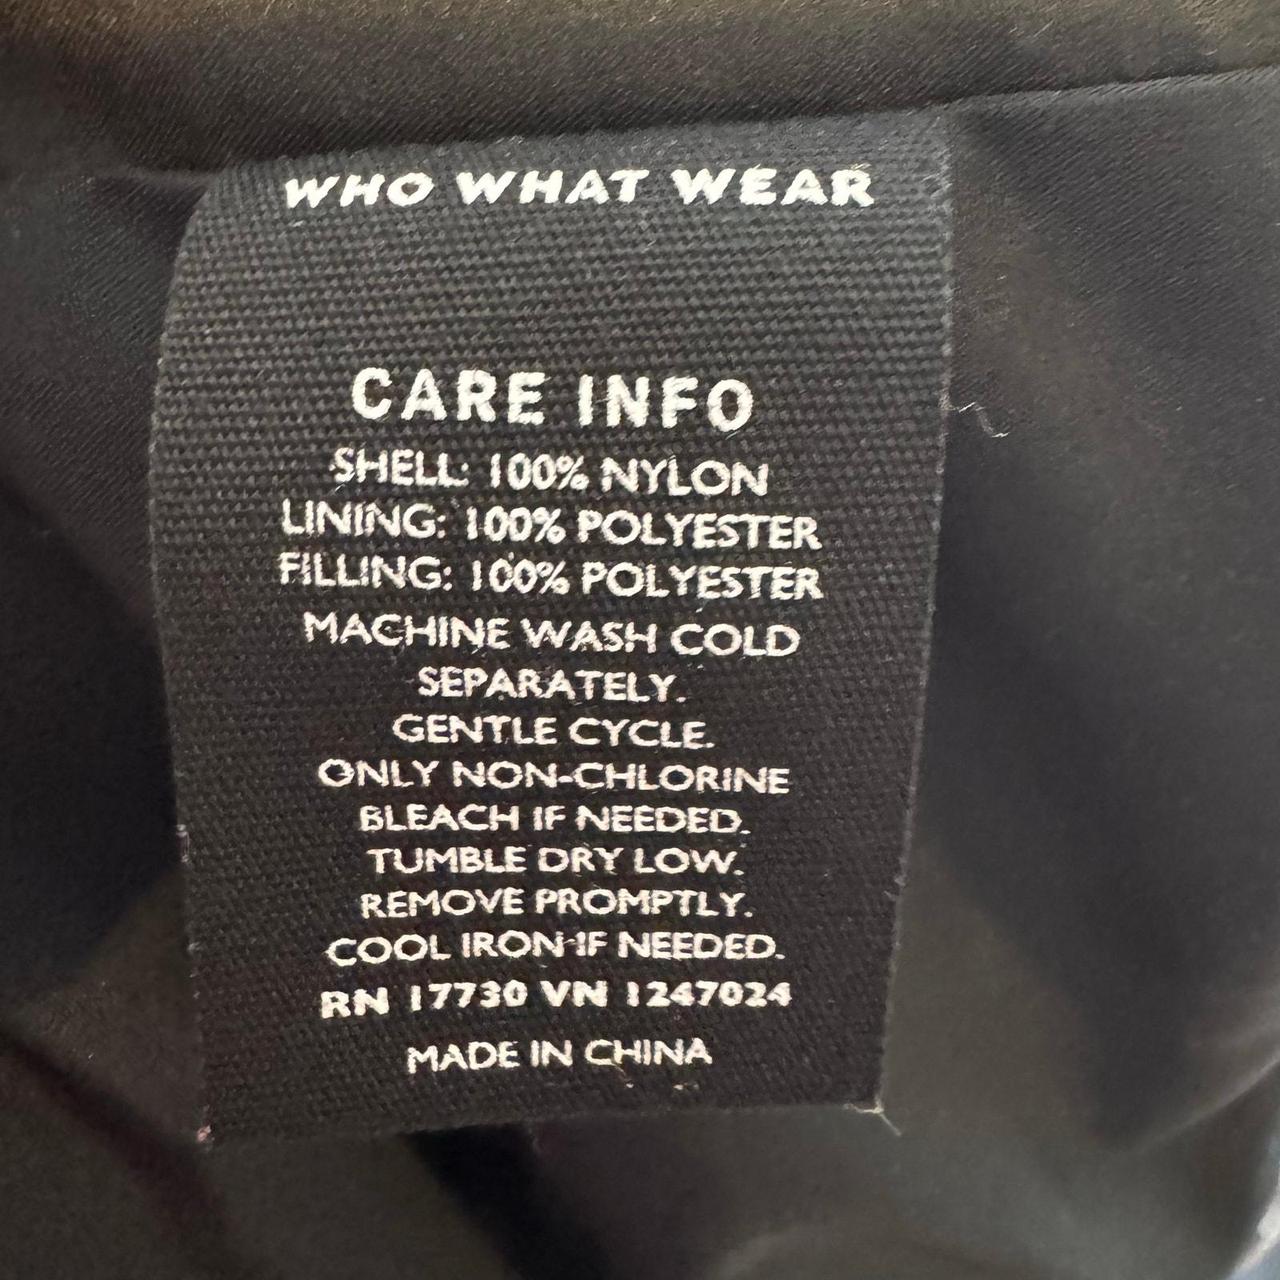 WHO WHAT WEAR
CARE INFO
SHELL: 100% NYLON
LINING: 100% POLYESTER
FILLING: 100% POLYESTER
MACHINE WASH COLD
SEPARATELY.
GENTLE CYCLE.
ONLY NON-CHLORINE
BLEACH IF NEEDED.
TUMBLE DRY LOW.
REMOVE PROMPTLY.
COOL IRON IF NEEDED.
RN 17730 VN 1247024
MADE IN CHINA